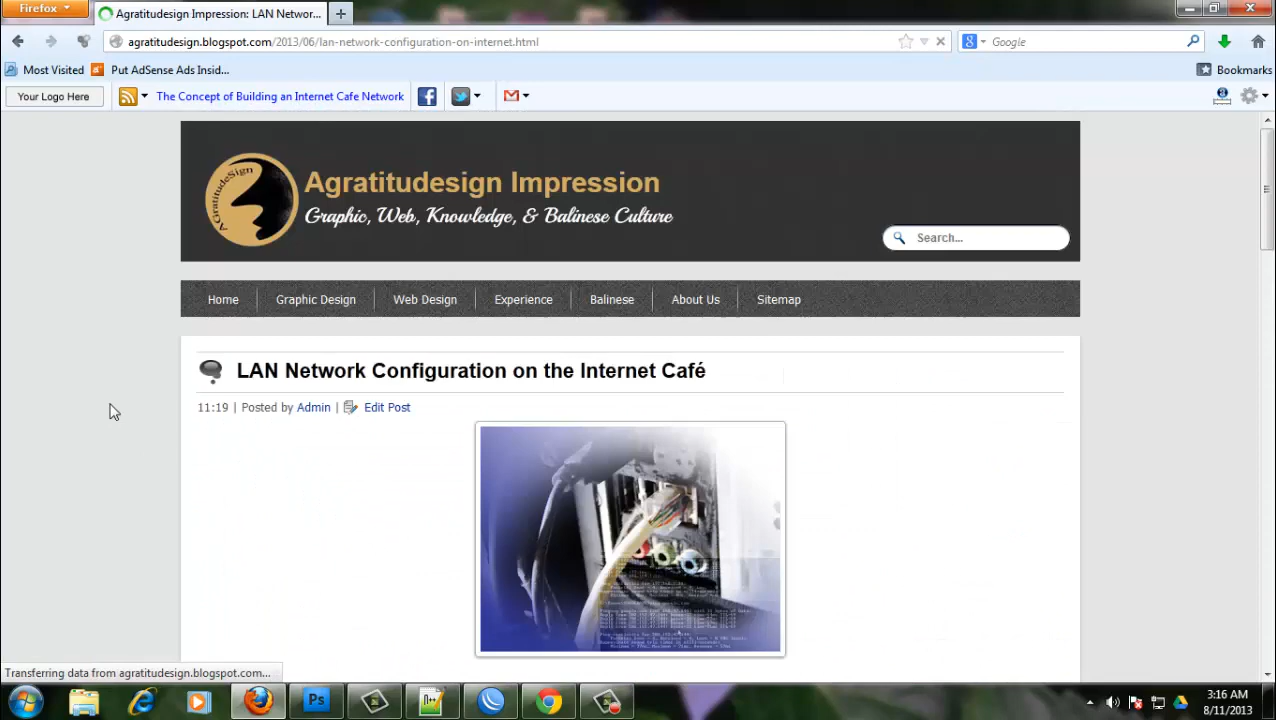 Firefox
Agratitudesign Impression: LAN Networ...
agratitudesign.blogspot.com/2013/06/lan-network-configuration-on-internet.html
Google
Most Visited
Put AdSense Ads Insid...
Bookmarks
Your Logo Here
The Concept of Building an Internet Cafe Network
AGratitudeSign
Agratitudesign Impression
Graphic, Web, Knowledge, & Balinese Culture
Search...
Home
Graphic Design
Web Design
Experience
Balinese
About Us
Sitemap
LAN Network Configuration on the Internet Café
11:19 | Posted by Admin | Edit Post
Transferring data from agratitudesign.blogspot.com...
Ps
3:16 AM
8/11/2013